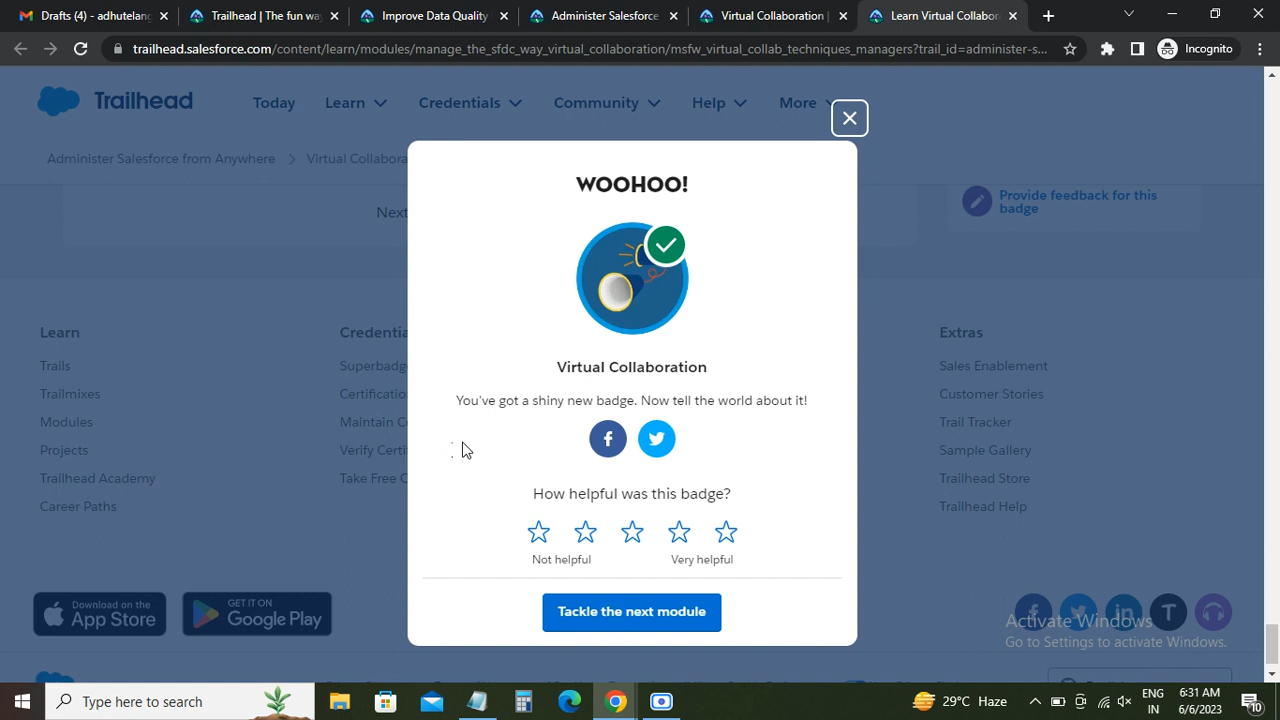 Drafts (4) - adhutelang
Trailhead | The fun way
Improve Data Quality
Administer Salesforce
Virtual Collaboration |
Learn Virtual Collabor
trailhead.salesforce.com/content/learn/modules/manage_the_sfdc_way_virtual_collaboration/msfw_virtual_collab_techniques_managers?trail_id=administer-s...
Incognito
Trailhead
Today
Learn
Credentials
Community
Help
More
Administer Salesforce from Anywhere
Virtual Collabora
Next
Provide feedback for this
badge
WOOHOO!
Virtual Collaboration
You've got a shiny new badge. Now tell the world about it!
How helpful was this badge?
Not helpful
Very helpful
Tackle the next module
Learn
Trails
Trailmixes
Modules
Projects
Trailhead Academy
Career Paths
Credentia
Superbadg
Certificatio
Maintain C
Verify Certi
Take Free C
Extras
Sales Enablement
Customer Stories
Trail Tracker
Sample Gallery
Trailhead Store
Trailhead Help
Download on the
App Store
GET IT ON
Google Play
Activate Windows
Go to Settings to activate Windows.
Type here to search
29°C Haze
ENG
IN
6:31 AM
6/6/2023
10